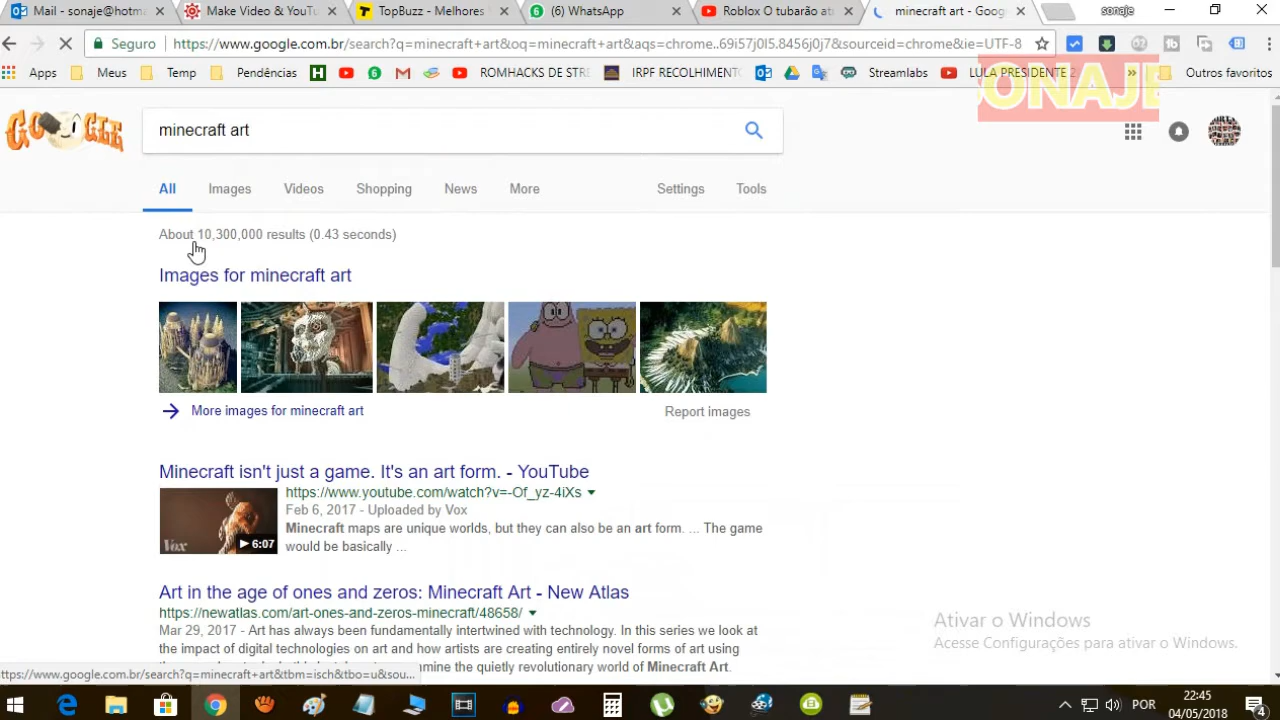 Mail - sonaje@hotm
Make Video & YouTu
TopBuzz - Melhores
(6) WhatsApp
Roblox O tubarão at
minecraft art - Goog
sonaje
Seguro
https://www.google.com.br/search?q=minecraft+art&oq=minecraft+art&aqs=chrome..69i57j0l5.8456j0j7&sourceid=chrome&ie=UTF-8
Apps
Meus
Temp
Pendências
ROMHACKS DE STRE
IRPF RECOLHIMENT
Streamlabs
LULA PRESIDENTE 2
»
Outros favoritos
SONAJE
GOOGLE
minecraft art
All
Images
Videos
Shopping
News
More
Settings
Tools
About 10,300,000 results (0.43 seconds)
Images for minecraft art
More images for minecraft art
Report images
Minecraft isn't just a game. It's an art form. - YouTube
https://www.youtube.com/watch?v=-Of_yz-4iXs
Feb 6, 2017 - Uploaded by Vox
Minecraft maps are unique worlds, but they can also be an art form. ... The game
would be basically ...
Vox
6:07
Art in the age of ones and zeros: Minecraft Art - New Atlas
https://newatlas.com/art-ones-and-zeros-minecraft/48658/
Mar 29, 2017 - Art has always been fundamentally intertwined with technology. In this series we look at
the impact of digital technologies on art and how artists are creating entirely novel forms of art using
mine the quietly revolutionary world of Minecraft Art.
https://www.google.com.br/search?q=minecraft+art&tbm=isch&tbo=u&sou...
Ativar o Windows
Acesse Configurações para ativar o Windows.
POR
22:45
04/05/2018
4